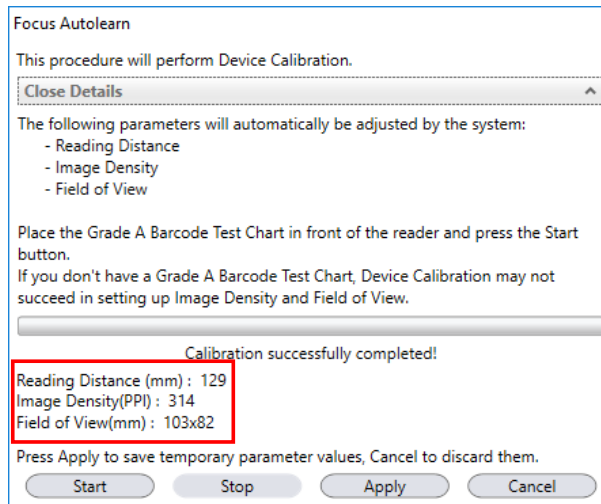 Focus Autolearn
This procedure will perform Device Calibration.
Close Details
The following parameters will automatically be adjusted by the system:
- Reading Distance
- Image Density
- Field of View
Place the Grade A Barcode Test Chart in front of the reader and press the Start
button.
If you don't have a Grade A Barcode Test Chart, Device Calibration may not
succeed in setting up Image Density and Field of View.
Calibration successfully completed!
Reading Distance (mm) : 129
Image Density(PPI) : 314
Field of View(mm) : 103x82
Press Apply to save temporary parameter values, Cancel to discard them.
Start Stop Apply Cancel